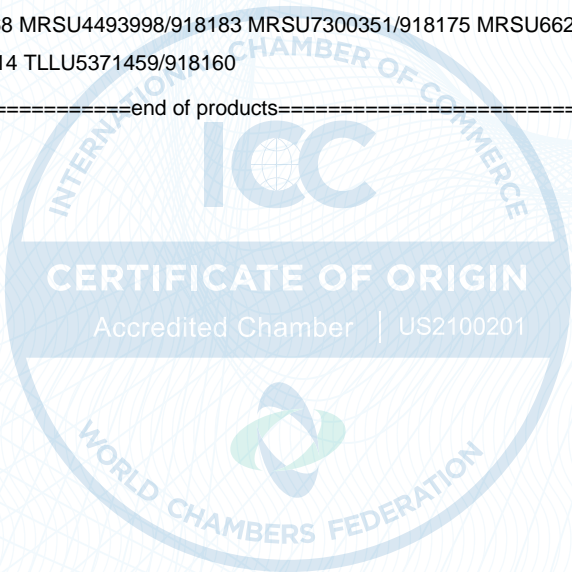 8 MRSU4493998/918183 MRSU7300351/918175 MRSU662
14 TLLU5371459/918160
===========end of products========================
INTERNATIONAL CHAMBER OF COMMERCE
ICC
CERTIFICATE OF ORIGIN
Accredited Chamber | US2100201
WORLD CHAMBERS FEDERATION